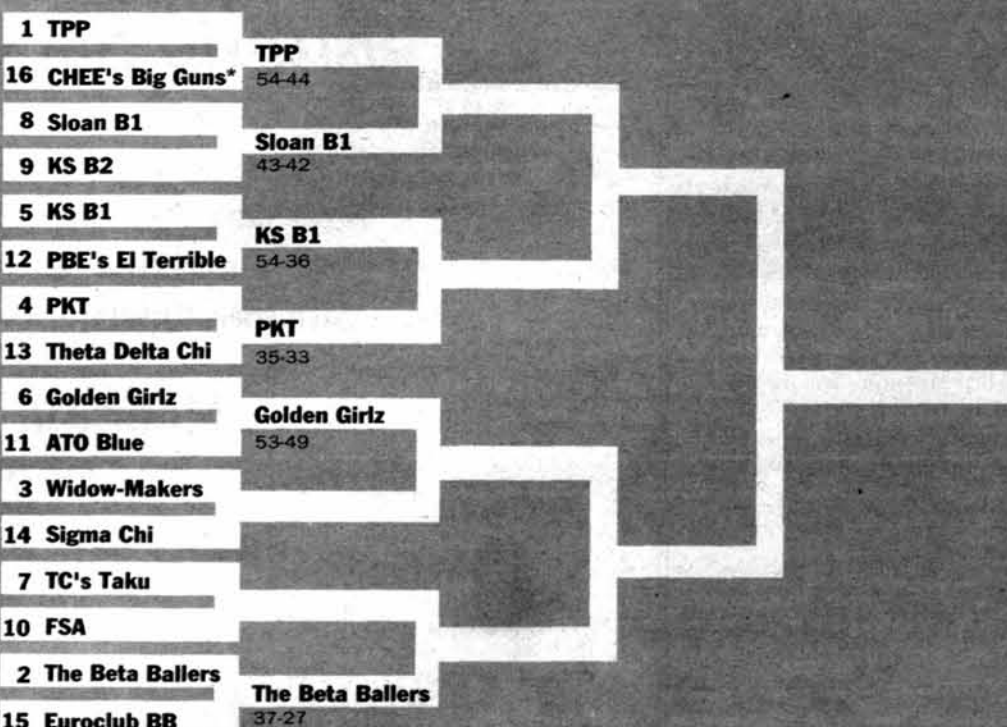 1 TPP
16 CHEE's Big Guns*
8 Sloan B1
9 KS B2
5 KS B1
12 PBE's El Terrible
4 PKT
13 Theta Delta Chi
6 Golden Girlz
11 ATO Blue
3 Widow-Makers
14 Sigma Chi
7 TC's Taku
10 FSA
2 The Beta Ballers
15 Euroclub BB
TPP
54-44
Sloan B1
43-42
KS B1
54-36
PKT
35-33
Golden Girlz
53-49
The Beta Ballers
37-27